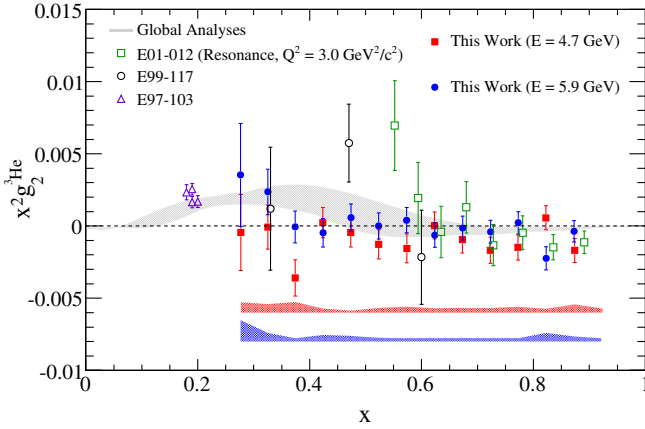 0.015
0.01
0.005
0
-0.005
-0.01
x²g₂³He
Global Analyses
E01-012 (Resonance, Q² = 3.0 GeV²/c²)
E99-117
E97-103
This Work (E = 4.7 GeV)
This Work (E = 5.9 GeV)
0 0.2 0.4 0.6 0.8 1
x